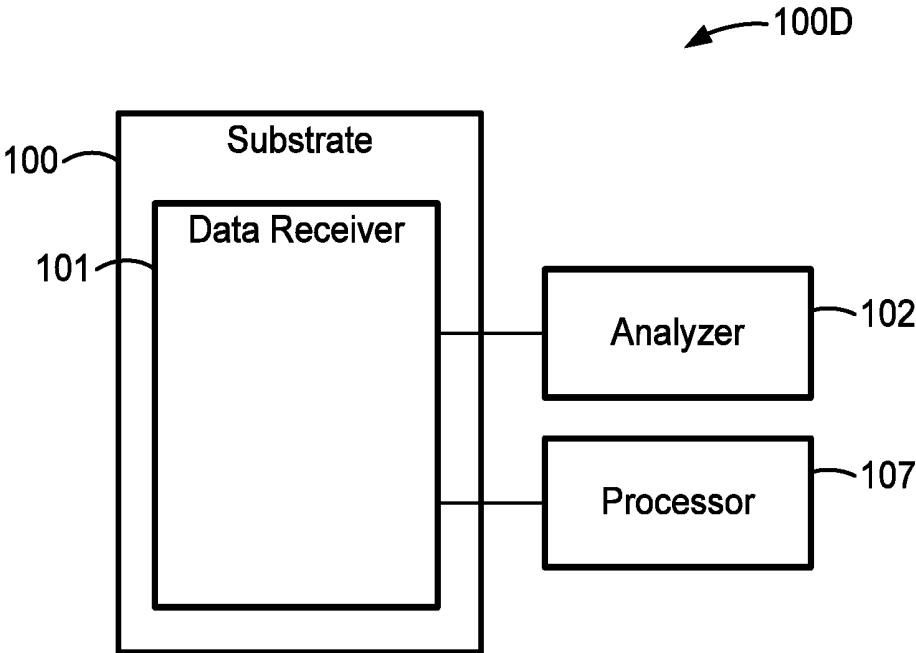 100D
Substrate
100
Data Receiver
101
Analyzer
102
Processor
107